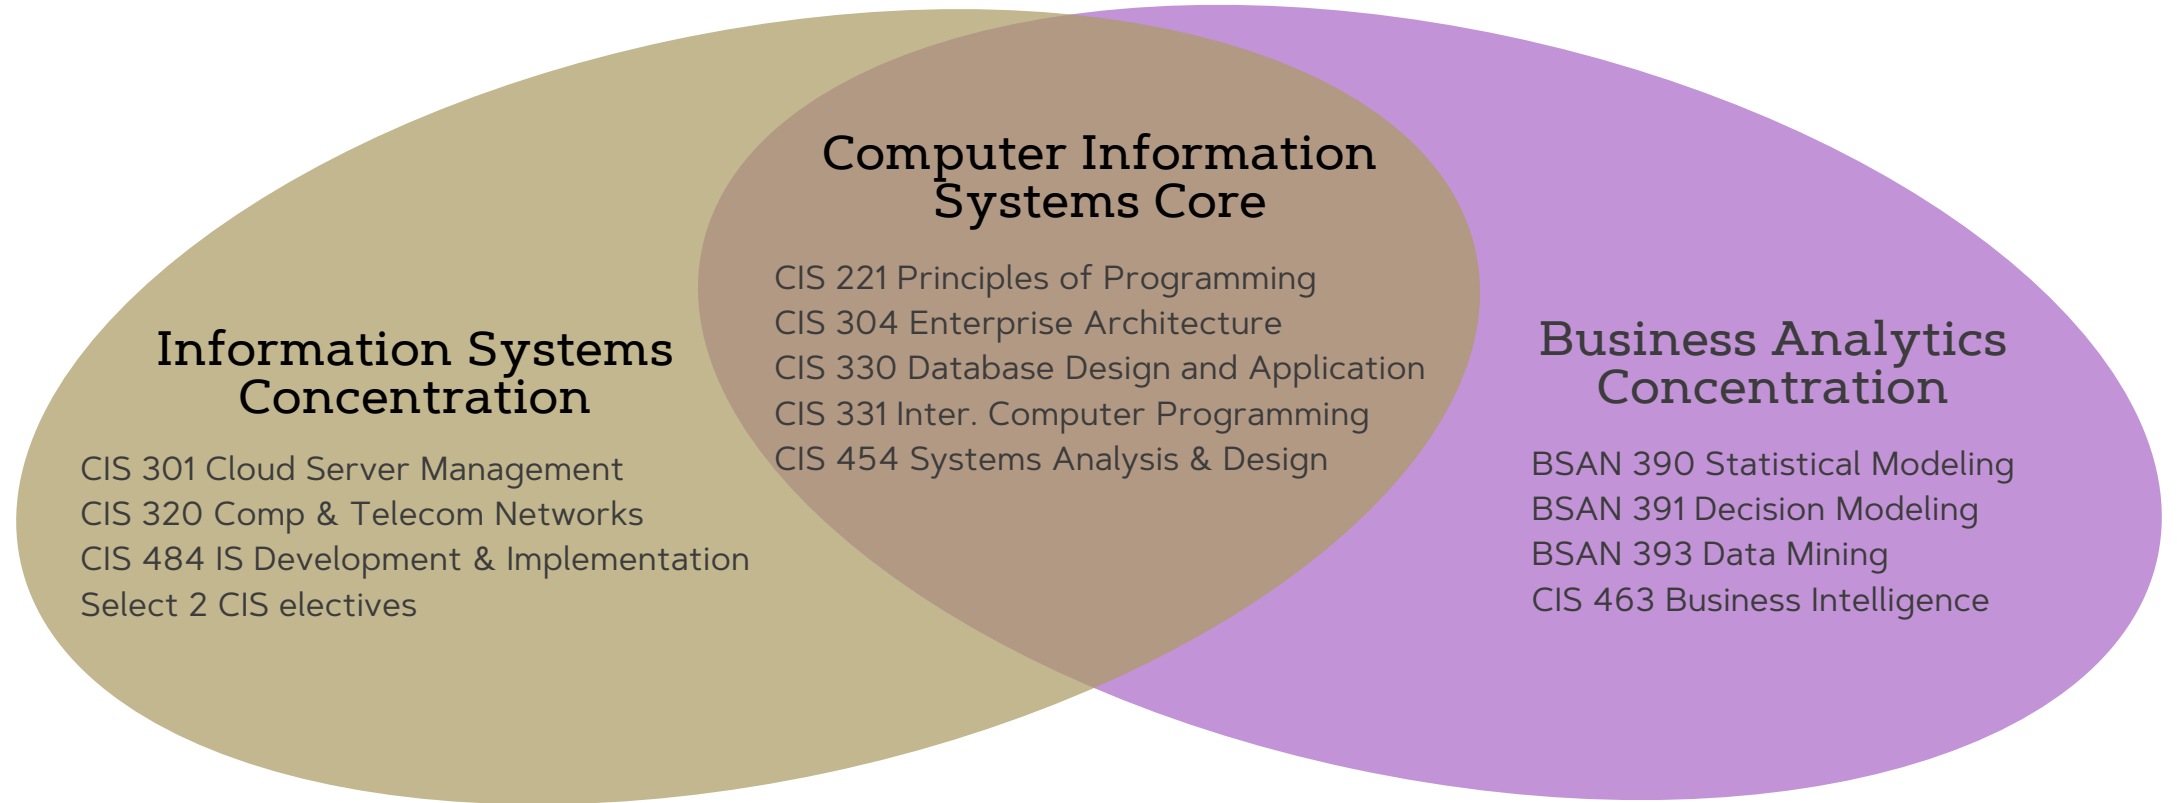 Computer Information
Systems Core
CIS 221 Principles of Programming
CIS 304 Enterprise Architecture
CIS 330 Database Design and Application
CIS 331 Inter. Computer Programming
CIS 454 Systems Analysis & Design
Information Systems
Concentration
CIS 301 Cloud Server Management
CIS 320 Comp & Telecom Networks
CIS 484 IS Development & Implementation
Select 2 CIS electives
Business Analytics
Concentration
BSAN 390 Statistical Modeling
BSAN 391 Decision Modeling
BSAN 393 Data Mining
CIS 463 Business Intelligence